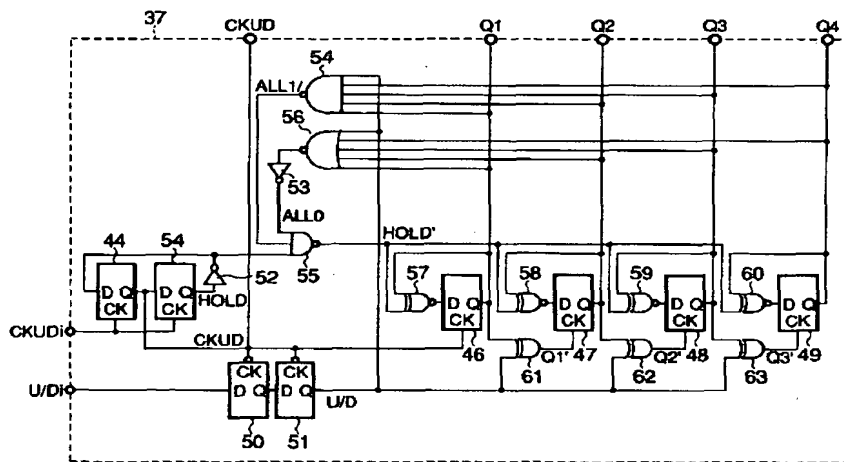 37
CKUD
Q1
Q2
Q3
Q4
54
ALL1/
56
53
ALL0
HOLD'
44
54
55
57
58
59
60
52
D Q
CK
D Q
CK
HOLD
D Q
CK
D Q
CK
D Q
CK
D Q
CK
CKUDi
CKUD
46
Q1'
47
Q2'
48
Q3'
49
61
62
63
U/Di
CK
D Q
CK
D Q
U/D
50
51